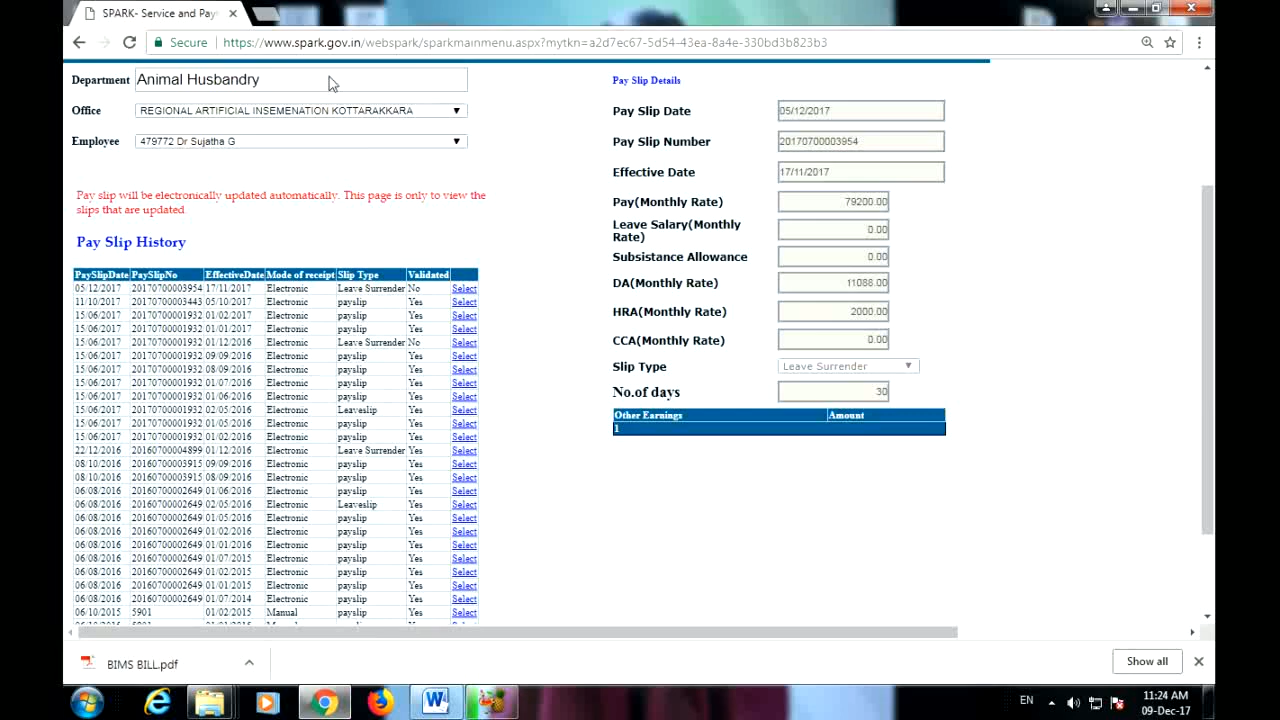 SPARK- Service and Pay
Secure https://www.spark.gov.in/webspark/sparkmainmenu.aspx?mytkn=a2d7ec67-5d54-43ea-8a4e-330bd3b823b3
Department Animal Husbandry
Office REGIONAL ARTIFICIAL INSEMENATION KOTTARAKKARA
Employee 479772 Dr Sujatha G
Pay slip will be electronically updated automatically. This page is only to view the
slips that are updated.
Pay Slip History
PaySlipDate PaySlipNo EffectiveDate Mode of receipt Slip Type Validated
05/12/2017 20170700003954 17/11/2017 Electronic Leave Surrender No Select
11/10/2017 20170700003443 05/10/2017 Electronic payslip Yes Select
15/06/2017 20170700001932 01/02/2017 Electronic payslip Yes Select
15/06/2017 20170700001932 01/01/2017 Electronic payslip Yes Select
15/06/2017 20170700001932 01/12/2016 Electronic Leave Surrender No Select
15/06/2017 20170700001932 09/09/2016 Electronic payslip Yes Select
15/06/2017 20170700001932 08/09/2016 Electronic payslip Yes Select
15/06/2017 20170700001932 01/07/2016 Electronic payslip Yes Select
15/06/2017 20170700001932 01/06/2016 Electronic payslip Yes Select
15/06/2017 20170700001932 02/05/2016 Electronic Leaveslip Yes Select
15/06/2017 20170700001932 01/05/2016 Electronic payslip Yes Select
15/06/2017 20170700001932 01/02/2016 Electronic payslip Yes Select
22/12/2016 20160700004899 01/12/2016 Electronic Leave Surrender Yes Select
08/10/2016 20160700003915 09/09/2016 Electronic payslip Yes Select
08/10/2016 20160700003915 08/09/2016 Electronic payslip Yes Select
06/08/2016 20160700002649 01/06/2016 Electronic payslip Yes Select
06/08/2016 20160700002649 02/05/2016 Electronic Leaveslip Yes Select
06/08/2016 20160700002649 01/05/2016 Electronic payslip Yes Select
06/08/2016 20160700002649 01/02/2016 Electronic payslip Yes Select
06/08/2016 20160700002649 01/01/2016 Electronic payslip Yes Select
06/08/2016 20160700002649 01/07/2015 Electronic payslip Yes Select
06/08/2016 20160700002649 01/02/2015 Electronic payslip Yes Select
06/08/2016 20160700002649 01/01/2015 Electronic payslip Yes Select
06/08/2016 20160700002649 01/07/2014 Electronic payslip Yes Select
06/10/2015 5901 01/02/2015 Manual payslip Yes Select
Pay Slip Details
Pay Slip Date 05/12/2017
Pay Slip Number 20170700003954
Effective Date 17/11/2017
Pay(Monthly Rate) 79200.00
Leave Salary(Monthly
Rate) 0.00
Subsistance Allowance 0.00
DA(Monthly Rate) 11088.00
HRA(Monthly Rate) 2000.00
CCA(Monthly Rate) 0.00
Slip Type Leave Surrender
No.of days 30
Other Earnings Amount
1
BIMS BILL.pdf
Show all
EN
11:24 AM
09-Dec-17